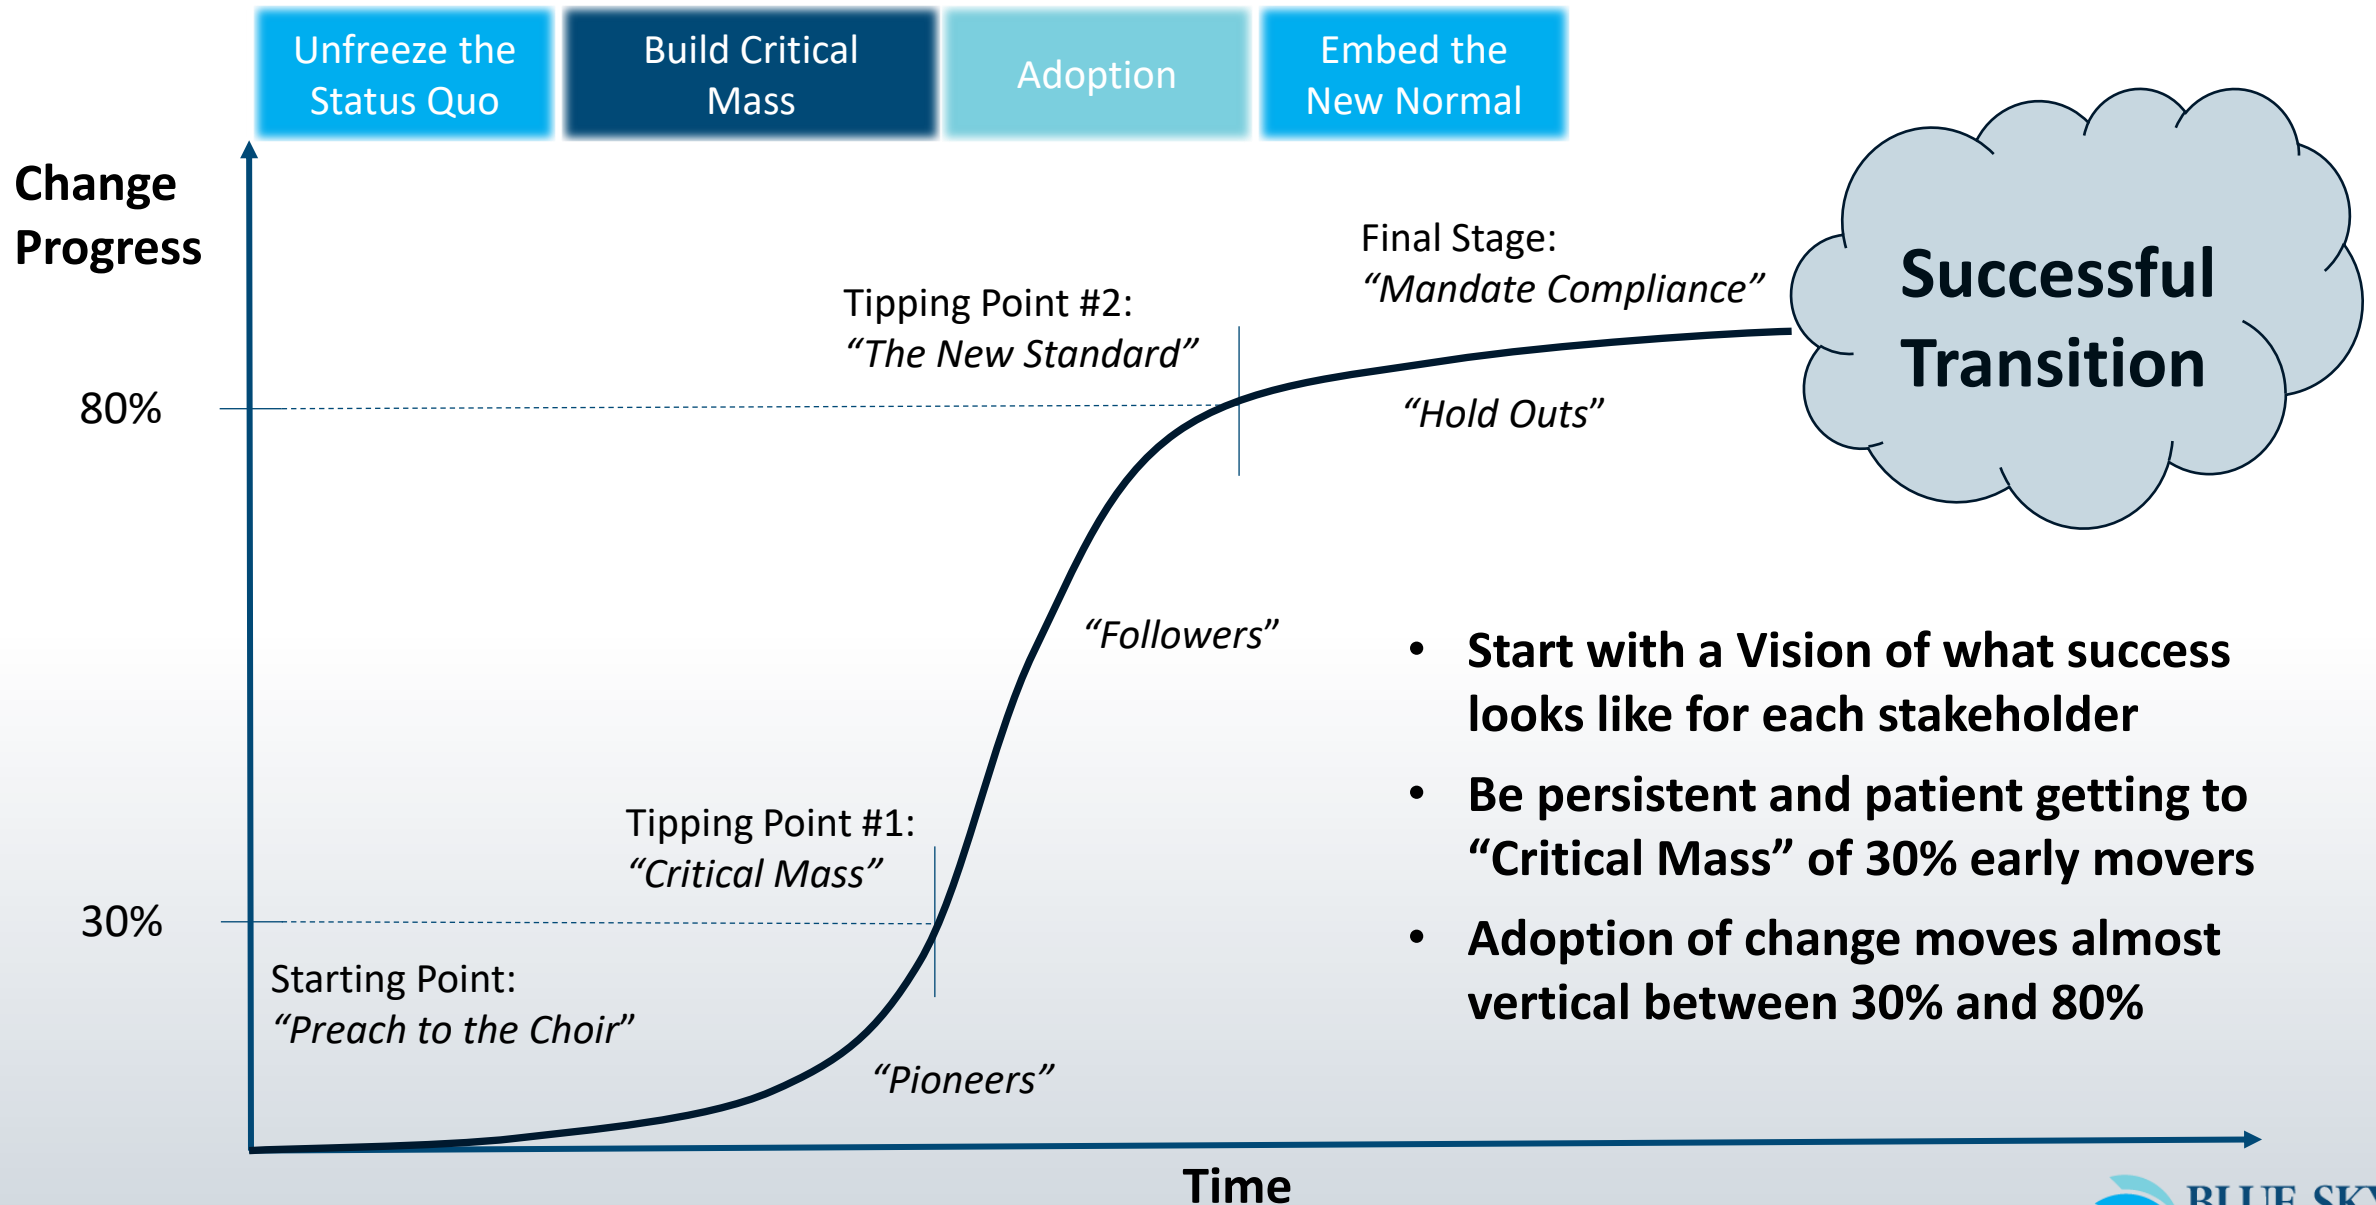 Unfreeze the
Status Quo
Build Critical
Mass
Adoption
Embed the
New Normal
Change
Progress
Final Stage:
“Mandate Compliance”
Successful
Transition
Tipping Point #2:
“The New Standard”
80%
“Hold Outs”
“Followers”
• Start with a Vision of what success
looks like for each stakeholder
• Be persistent and patient getting to
“Critical Mass” of 30% early movers
• Adoption of change moves almost
vertical between 30% and 80%
Tipping Point #1:
“Critical Mass”
30%
Starting Point:
“Preach to the Choir”
“Pioneers”
Time
BLUE SKY